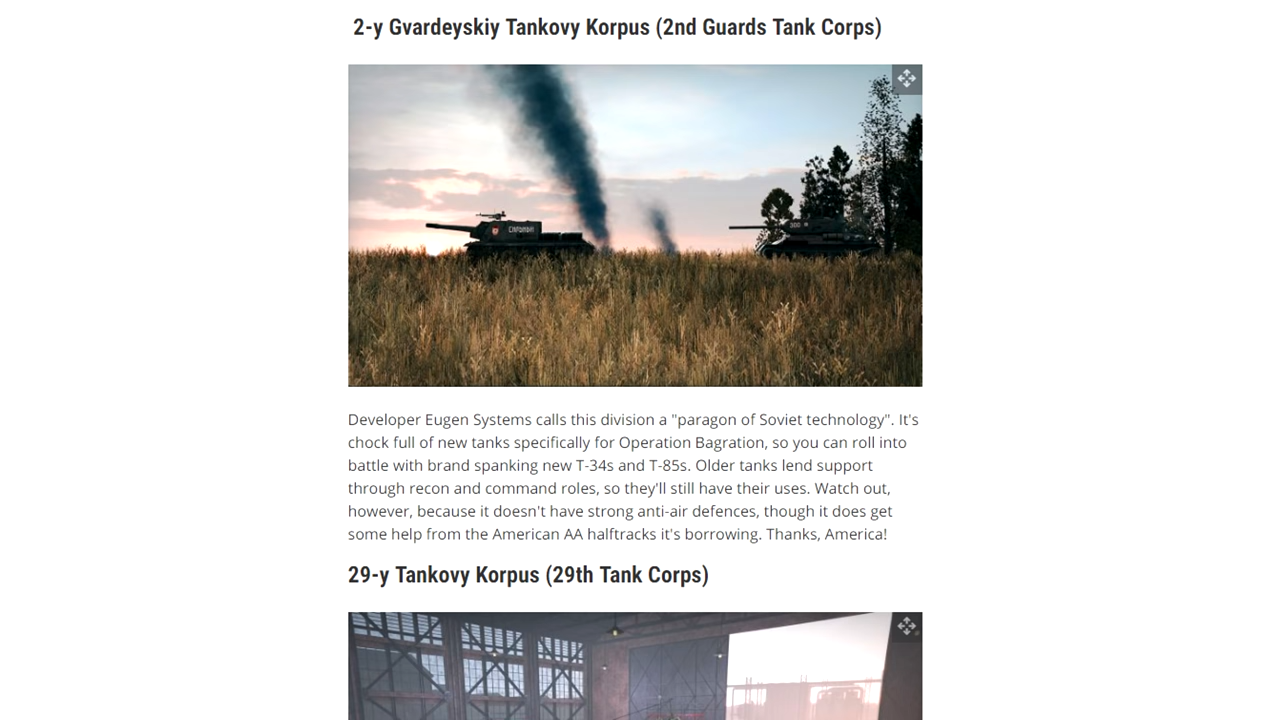 2-y Gvardeyskiy Tankovy Korpus (2nd Guards Tank Corps)
300
Developer Eugen Systems calls this division a "paragon of Soviet technology". It's
chock full of new tanks specifically for Operation Bagration, so you can roll into
battle with brand spanking new T-34s and T-85s. Older tanks lend support
through recon and command roles, so they'll still have their uses. Watch out,
however, because it doesn't have strong anti-air defences, though it does get
some help from the American AA halftracks it's borrowing. Thanks, America!
29-y Tankovy Korpus (29th Tank Corps)